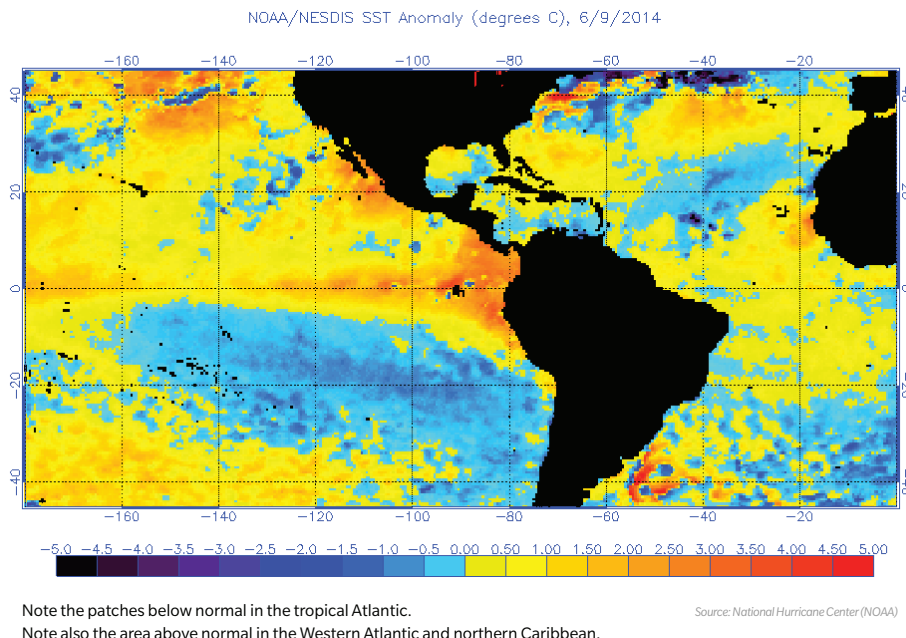 NOAA/NESDIS SST Anomaly (degrees C), 6/9/2014
−160 −140 −120 −100 −80 −60 −40 −20
40
20
0
−20
−40
−160 −140 −120 −100 −80 −60 −40 −20
−5.0 −4.5 −4.0 −3.5 −3.0 −2.5 −2.0 −1.5 −1.0 −0.5 0.00 0.50 1.00 1.50 2.00 2.50 3.00 3.50 4.00 4.50 5.00
Note the patches below normal in the tropical Atlantic.
Source: National Hurricane Center (NOAA)
Note also the area above normal in the Western Atlantic and northern Caribbean.